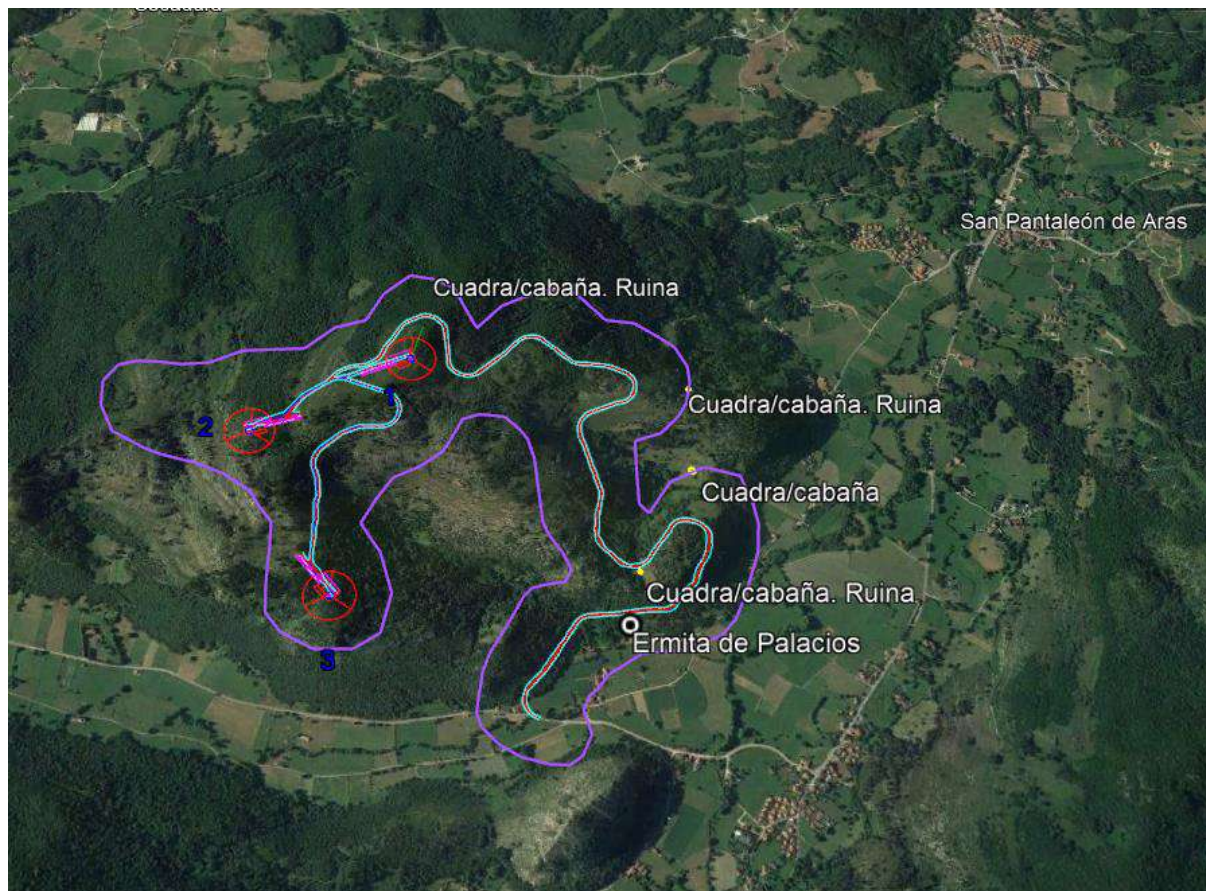 San Pantaleón de Aras
Cuadra/cabaña. Ruina
1
Cuadra/cabaña. Ruina
2
Cuadra/cabaña
Cuadra/cabaña. Ruina
Ermita de Palacios
3